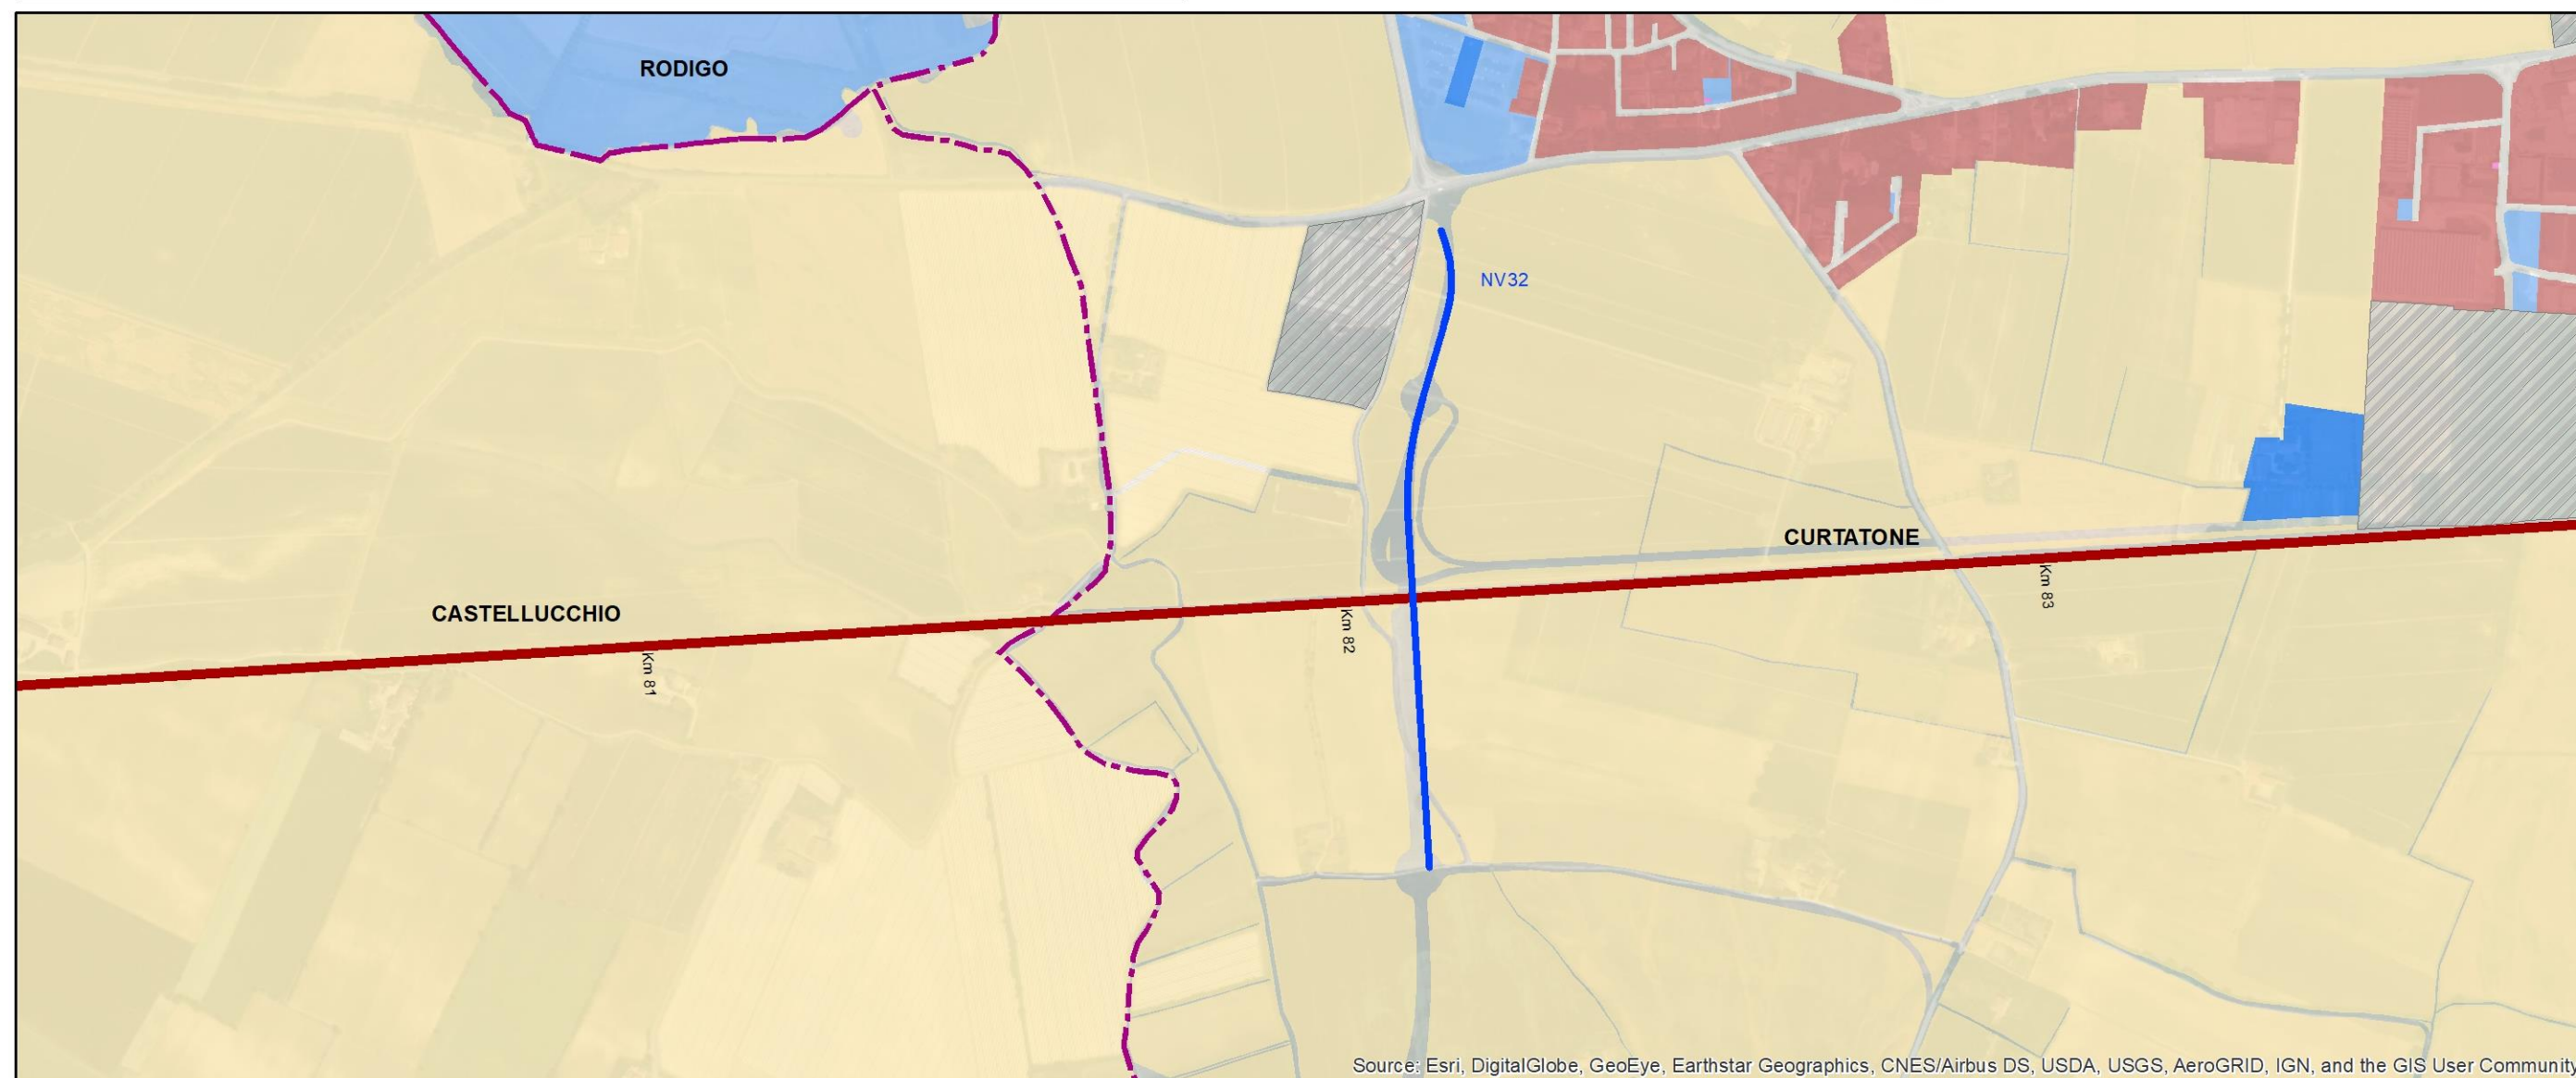 RODIGO
NV32
CURTATONE
CASTELLUCCHIO
Km 83
Km 82
Km 81
Source: Esri, DigitalGlobe, GeoEye, Earthstar Geographics, CNES/Airbus DS, USDA, USGS, AeroGRID, IGN, and the GIS User Community